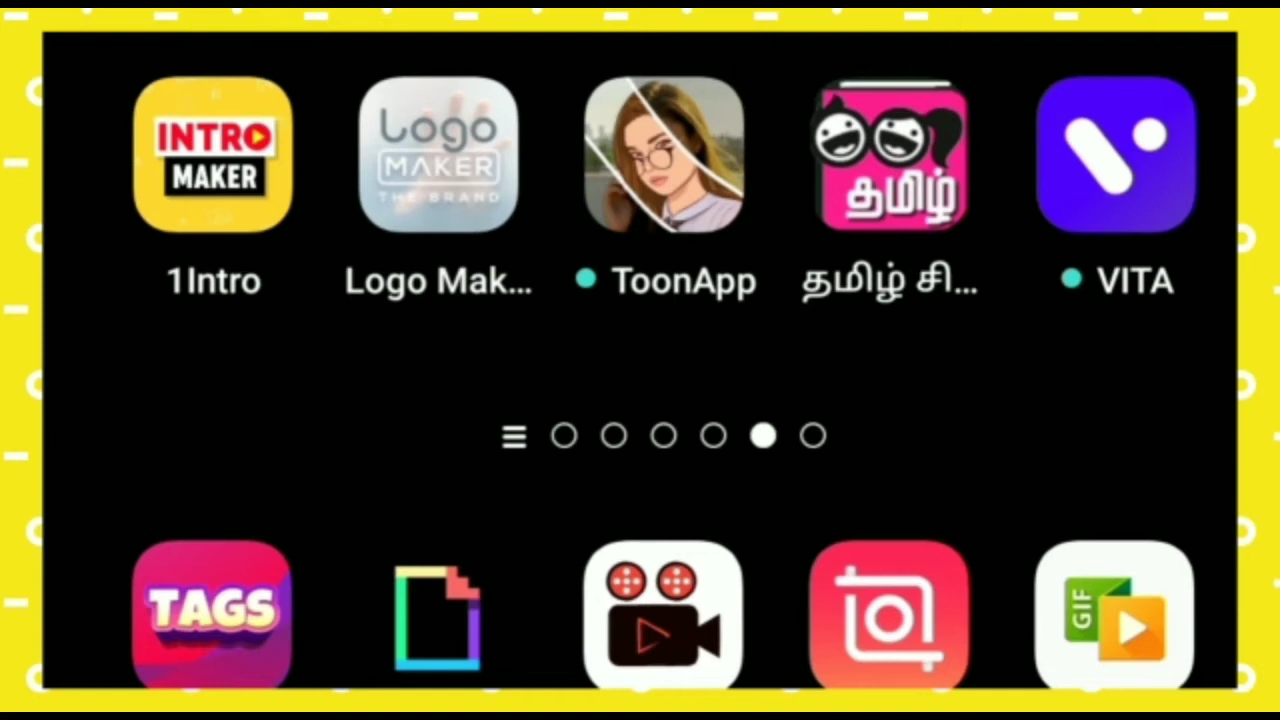 INTRO
MAKER
Logo
MAKER
THE BRAND
தமிழ்
1Intro
Logo Mak...
ToonApp
தமிழ் சி...
VITA
TAGS
GIF